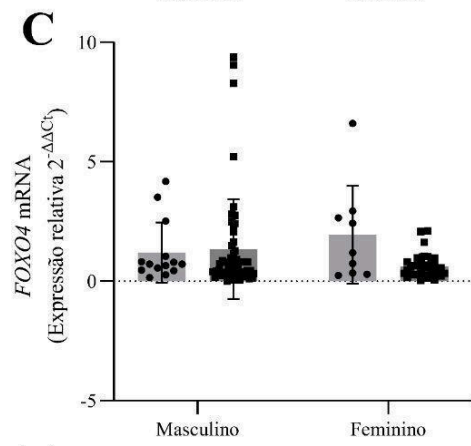 C
10
5
0
-5
FOXO4 mRNA
(Expressão relativa 2^-ΔΔCt)
Masculino Feminino